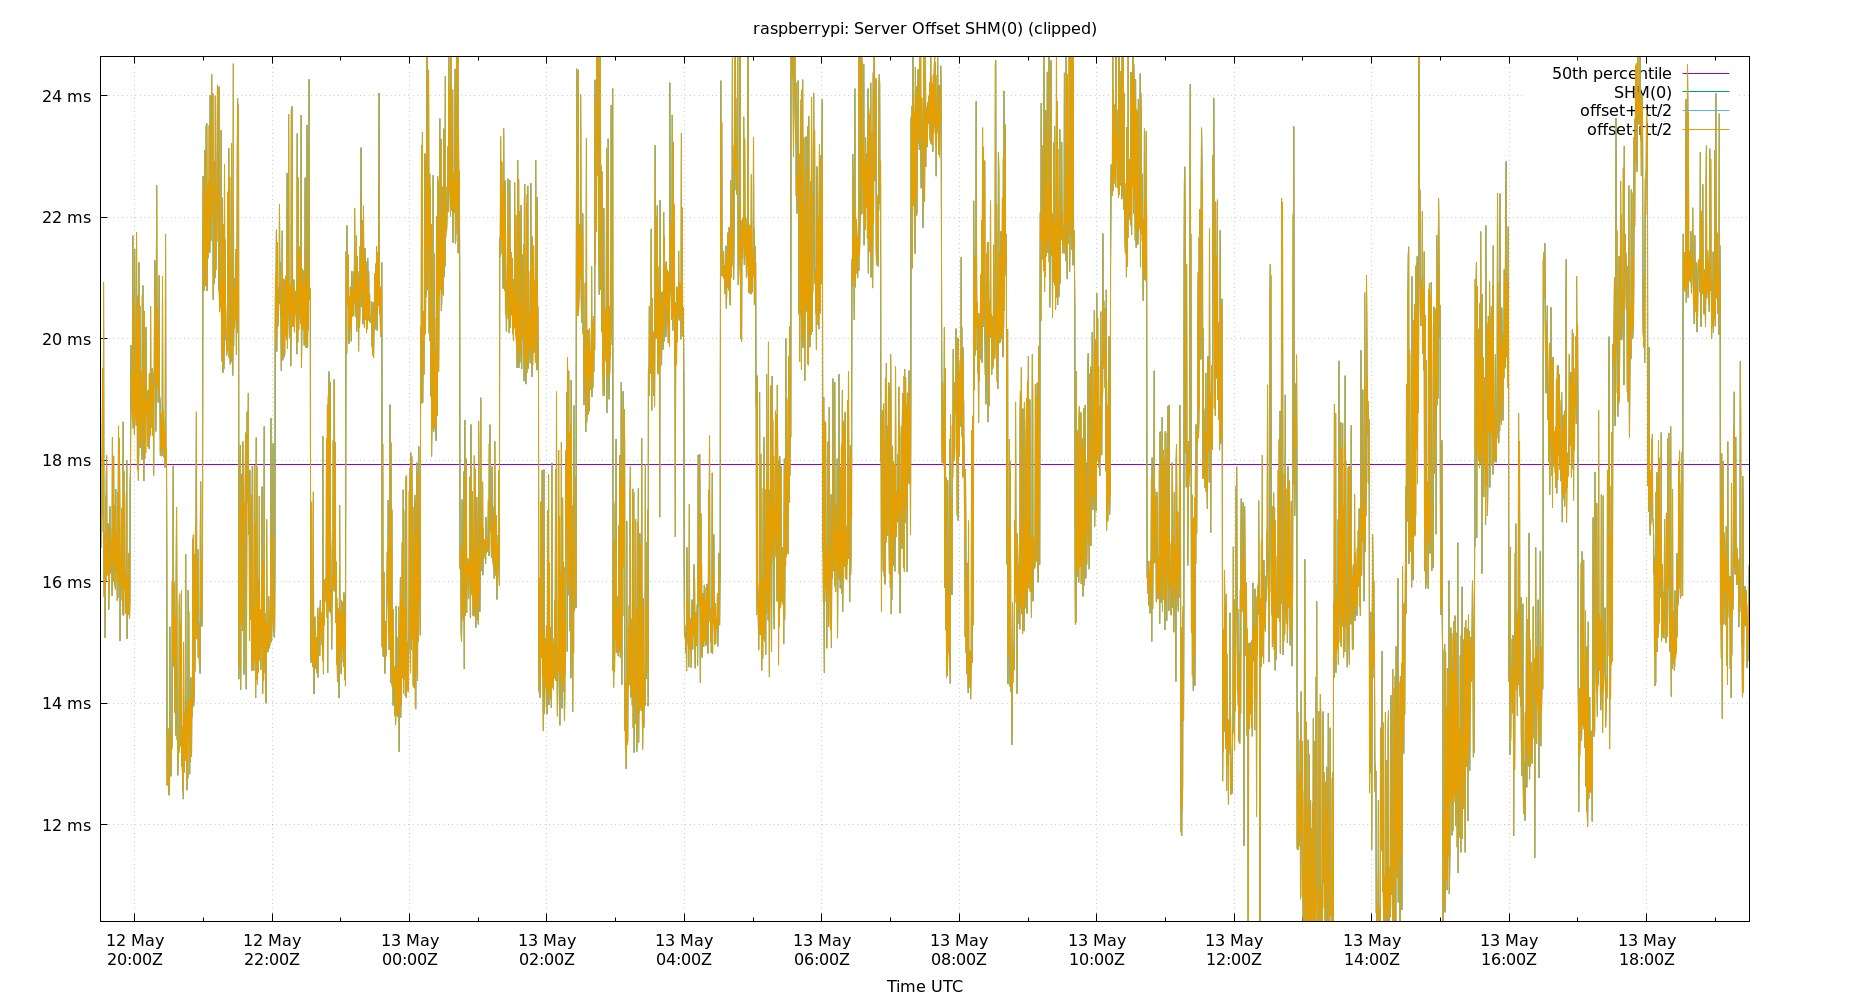 raspberrypi: Server Offset SHM(0) (clipped)
50th percentile
SHM(0)
offset+rtt/2
offset-rtt/2
24 ms
22 ms
20 ms
18 ms
16 ms
14 ms
12 ms
12 May 12 May 13 May 13 May 13 May 13 May 13 May 13 May 13 May 13 May 13 May 13 May
20:00Z 22:00Z 00:00Z 02:00Z 04:00Z 06:00Z 08:00Z 10:00Z 12:00Z 14:00Z 16:00Z 18:00Z
Time UTC